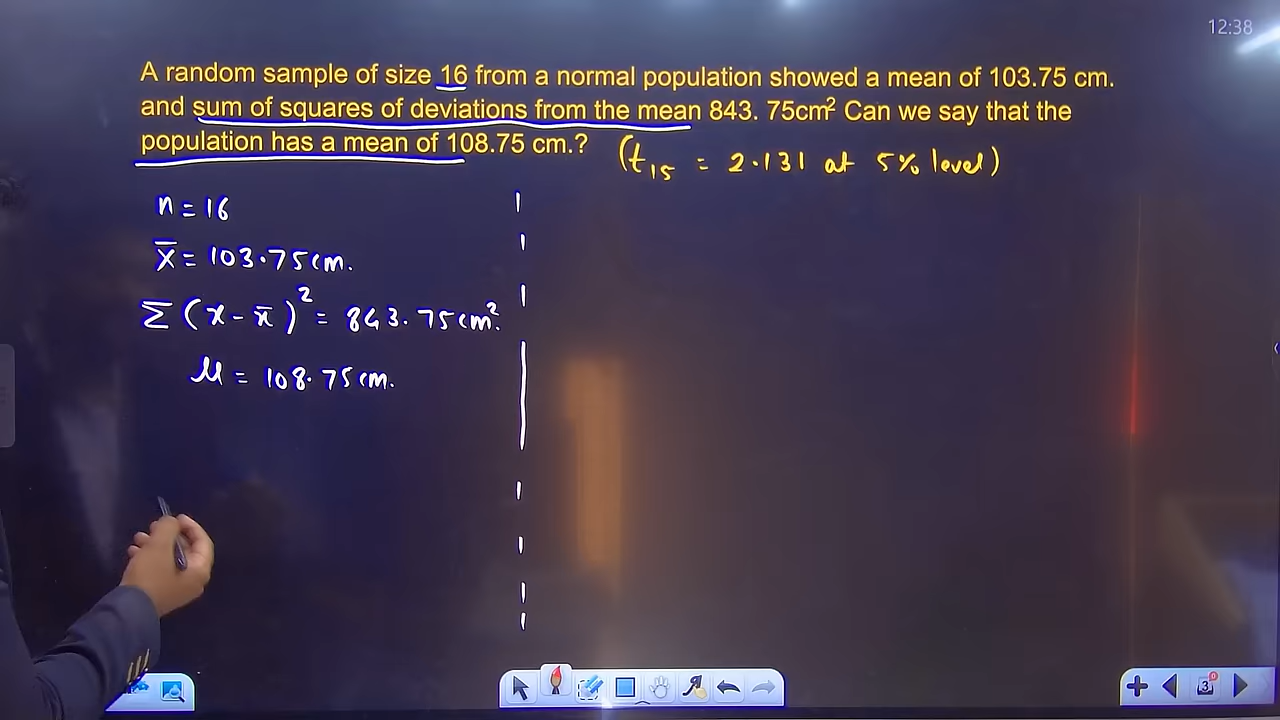 12:38
A random sample of size 16 from a normal population showed a mean of 103.75 cm.
and sum of squares of deviations from the mean 843. 75cm² Can we say that the
population has a mean of 108.75 cm.? (t₁₅ = 2.131 at 5% level)
n = 16
x̄ = 103.75 cm.
Σ(x-x̄)² = 843.75 cm².
μ = 108.75 cm.
3